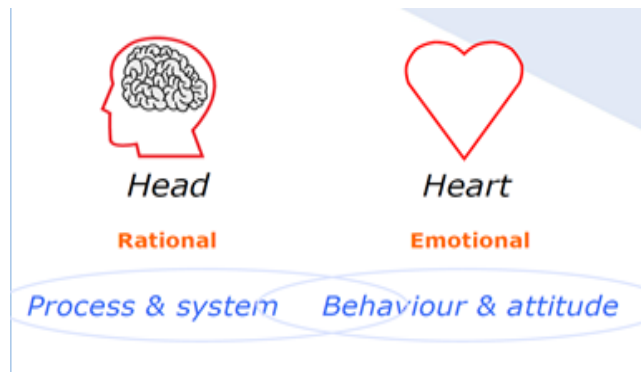 Head
Heart
Rational
Emotional
Process & system
Behaviour & attitude